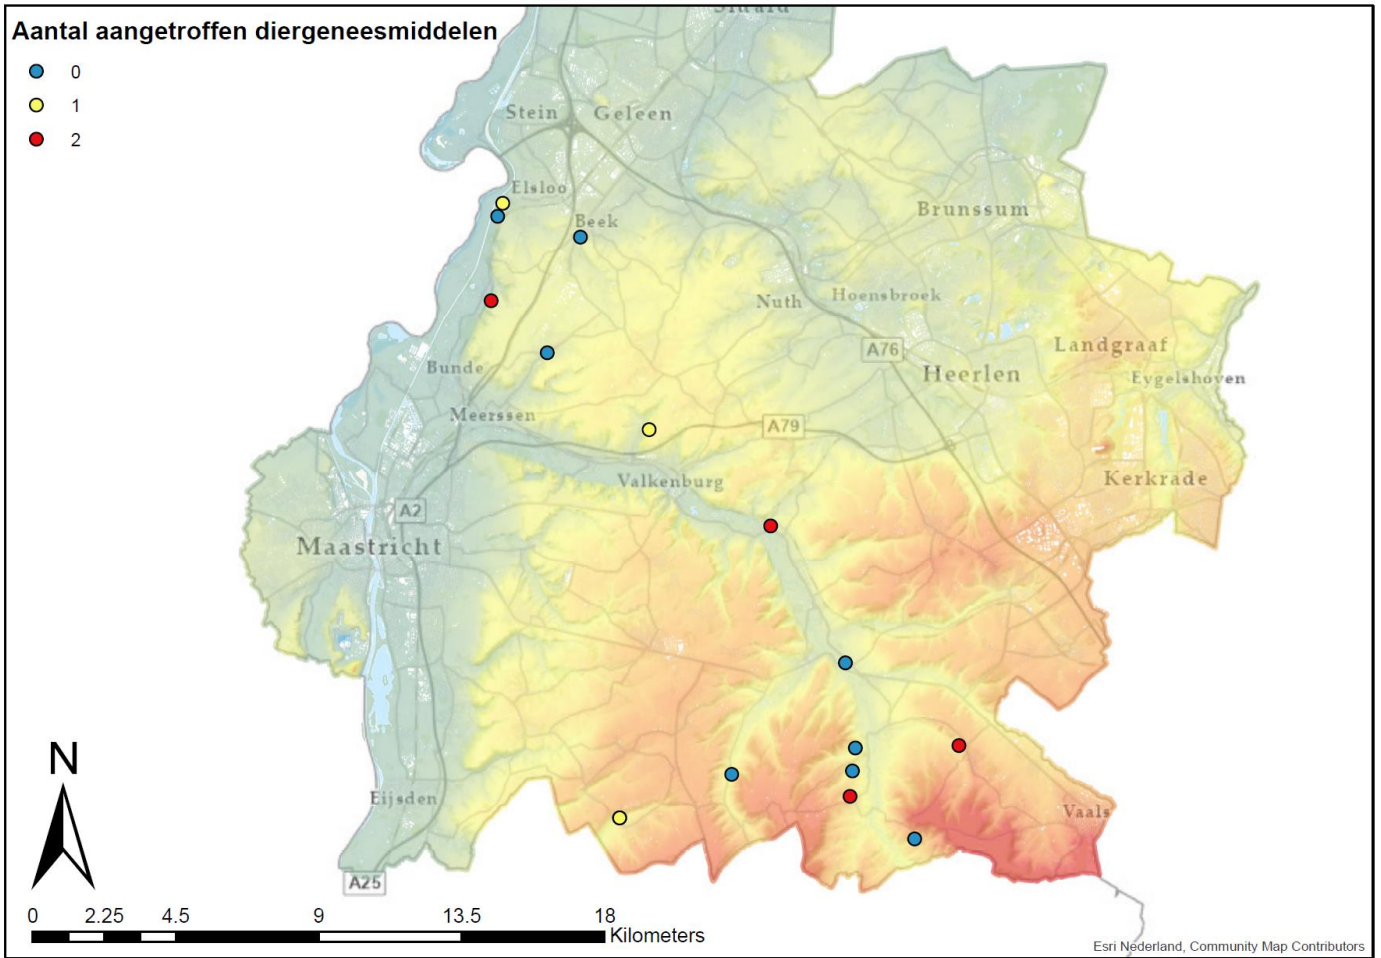 Aantal aangetroffen diergeneesmiddelen
0
1
2
Stein
Geleen
Elsloo
Beek
Brunssum
Nuth
Hoensbroek
A76
Landgraaf
Bunde
Heerlen
Eygelshoven
Meerssen
A79
Valkenburg
Kerkrade
A2
Maastricht
N
Eijsden
Vaals
A25
0 2.25 4.5 9 13.5 18
Kilometers
Esri Nederland, Community Map Contributors